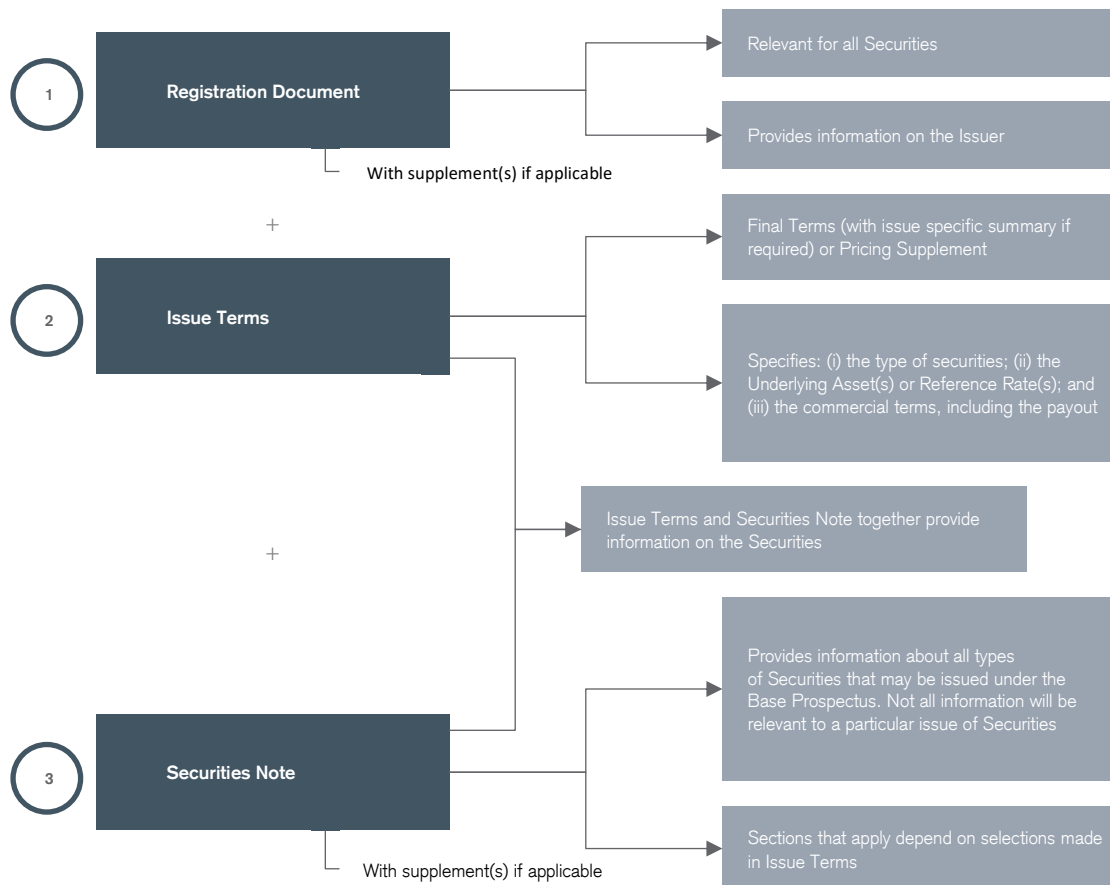 1
Registration Document
With supplement(s) if applicable
Relevant for all Securities
Provides information on the Issuer
+
2
Issue Terms
Final Terms (with issue specific summary if
required) or Pricing Supplement
Specifies: (i) the type of securities; (ii) the
Underlying Asset(s) or Reference Rate(s); and
(iii) the commercial terms, including the payout
Issue Terms and Securities Note together provide
information on the Securities
+
3
Securities Note
With supplement(s) if applicable
Provides information about all types
of Securities that may be issued under the
Base Prospectus. Not all information will be
relevant to a particular issue of Securities
Sections that apply depend on selections made
in Issue Terms